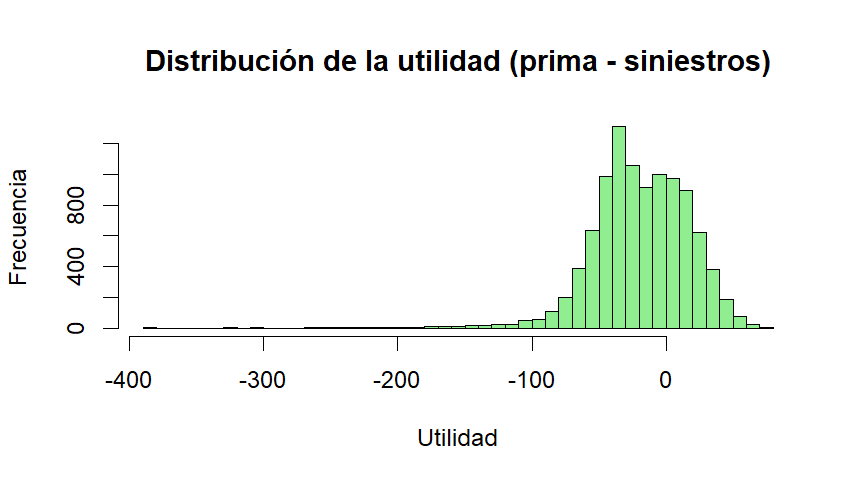 Distribución de la utilidad (prima - siniestros)
Frecuencia
800
400
0
-400 -300 -200 -100 0
Utilidad